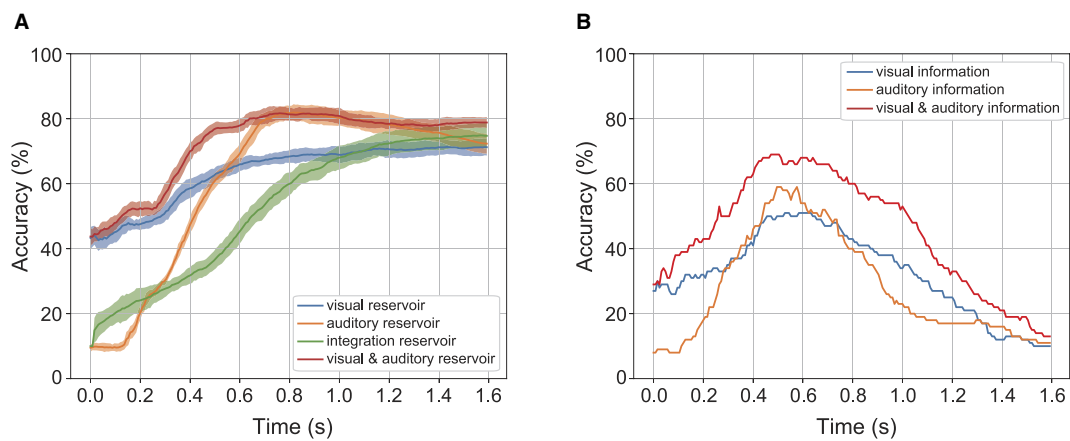 A
Accuracy (%)
100
80
60
40
20
0
0.0 0.2 0.4 0.6 0.8 1.0 1.2 1.4 1.6
Time (s)
visual reservoir
auditory reservoir
integration reservoir
visual & auditory reservoir
B
Accuracy (%)
100
80
60
40
20
0
0.0 0.2 0.4 0.6 0.8 1.0 1.2 1.4 1.6
Time (s)
visual information
auditory information
visual & auditory information